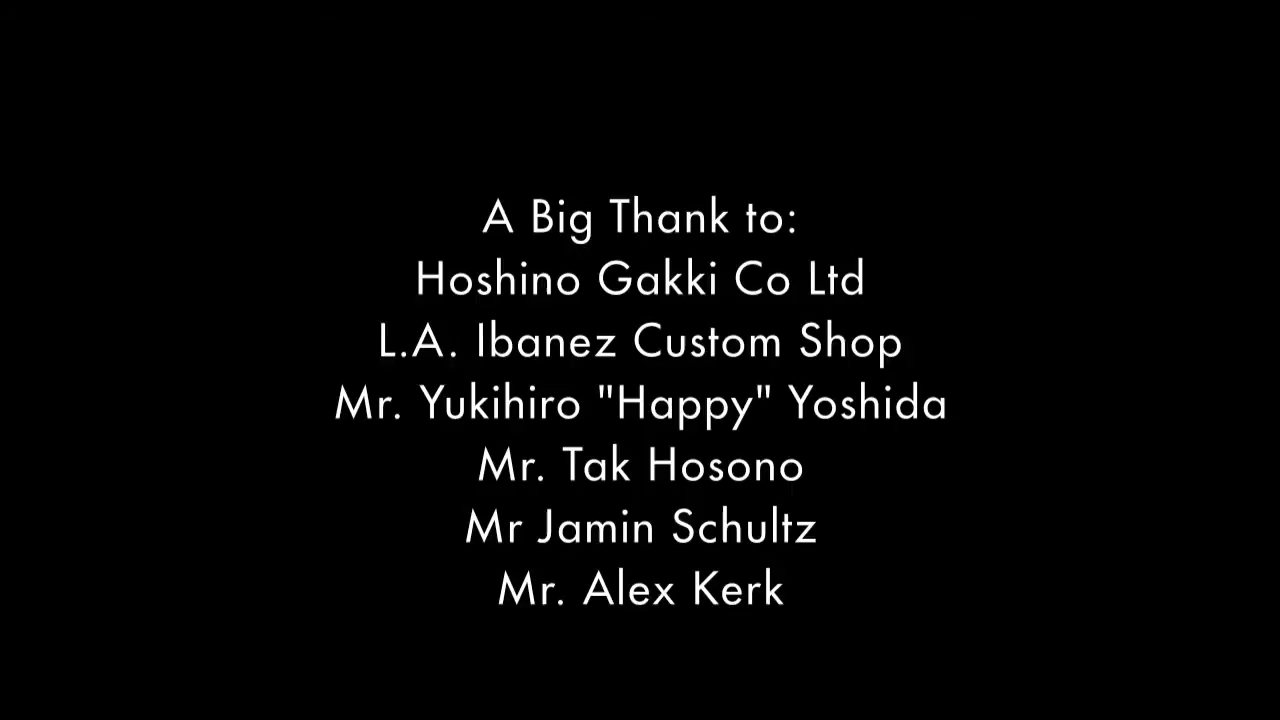 A Big Thank to:
Hoshino Gakki Co Ltd
L.A. Ibanez Custom Shop
Mr. Yukihiro "Happy" Yoshida
Mr. Tak Hosono
Mr Jamin Schultz
Mr. Alex Kerk